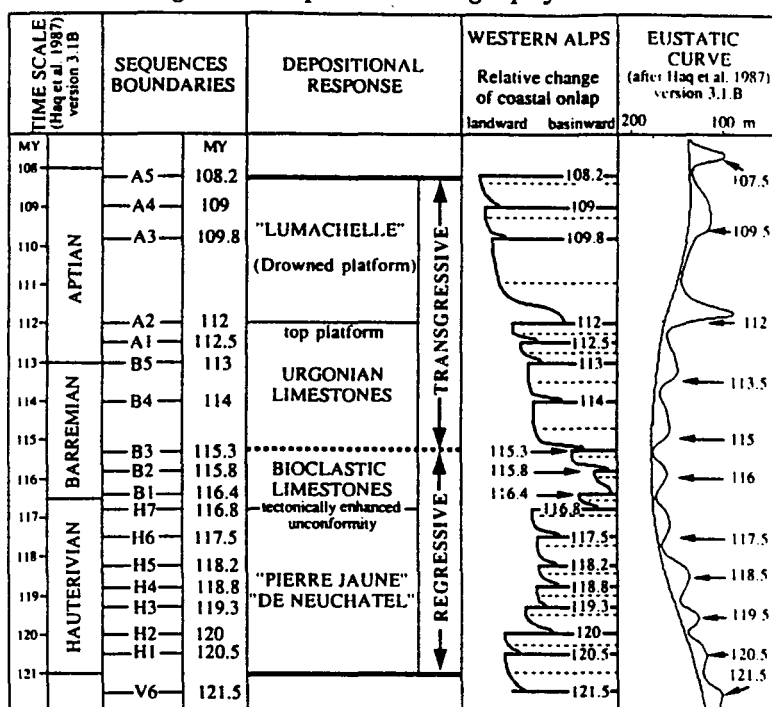 TIME SCALE
(Haq et al. 1987)
version 3.1B
SEQUENCES
BOUNDARIES
DEPOSITIONAL
RESPONSE
WESTERN ALPS
Relative change
of coastal onlap
landward basinward
EUSTATIC
CURVE
(after Haq et al. 1987)
version 3.1.B
200 100 m
MY
MY
108
109
110
111
112
113
114
115
116
117
118
119
120
121
APTIAN
BARREMIAN
HAUTERIVIAN
A5 108.2
A4 109
A3 109.8
A2 112
A1 112.5
B5 113
B4 114
B3 115.3
B2 115.8
B1 116.4
H7 116.8
H6 117.5
H5 118.2
H4 118.8
H3 119.3
H2 120
H1 120.5
V6 121.5
"LUMACHELLE"
(Drowned platform)
top platform
URGONIAN
LIMESTONES
BIOCLASTIC
LIMESTONES
tectonically enhanced
unconformity
"PIERRE JAUNE"
"DE NEUCHATEL"
TRANSGRESSIVE
REGRESSIVE
108.2
109
109.8
112
112.5
113
114
115.3
115.8
116.4
116.8
117.5
118.2
118.8
119.3
120
120.5
121.5
107.5
109.5
112
113.5
115
116
117.5
118.5
119.5
120.5
121.5